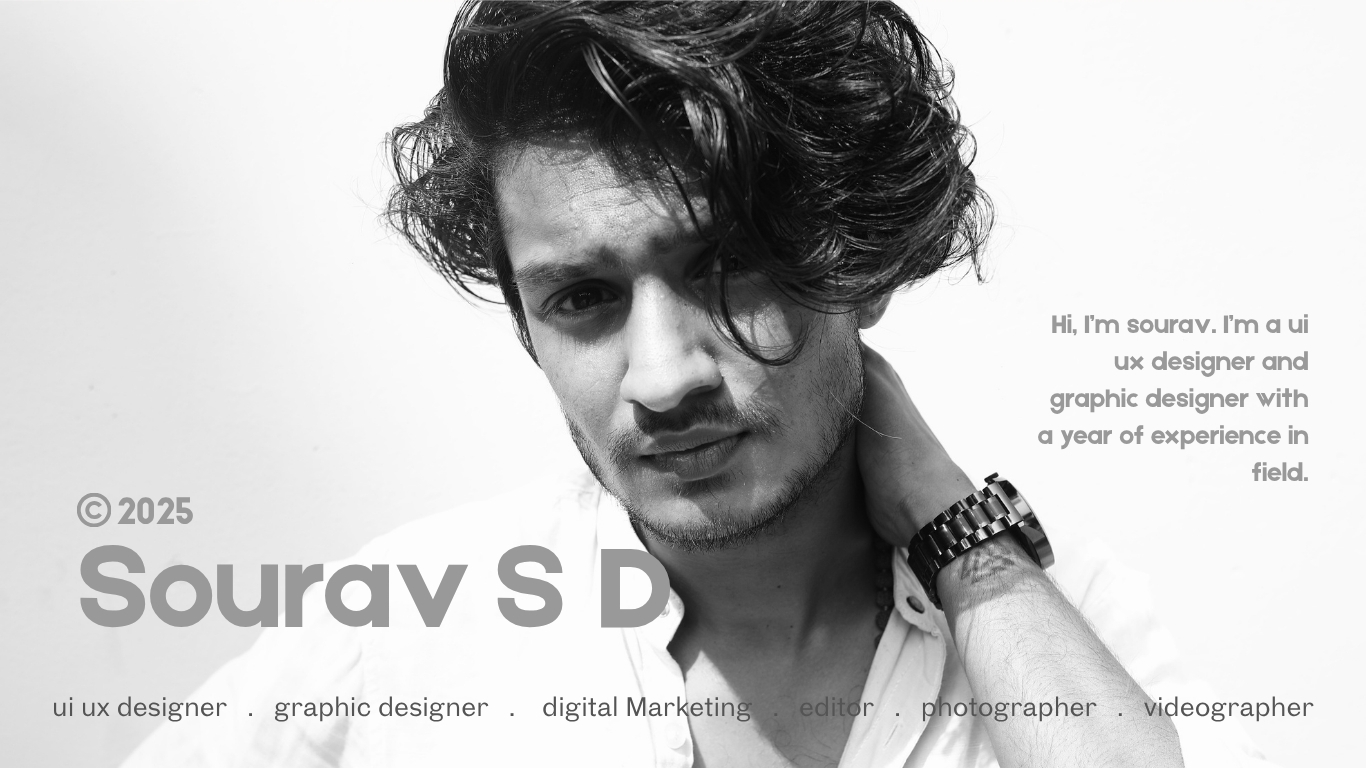 Hi, I'm sourav. I'm a ui
ux designer and
graphic designer with
a year of experience in
field.
© 2025
Sourav S D
ui ux designer . graphic designer . digital Marketing . editor . photographer . videographer